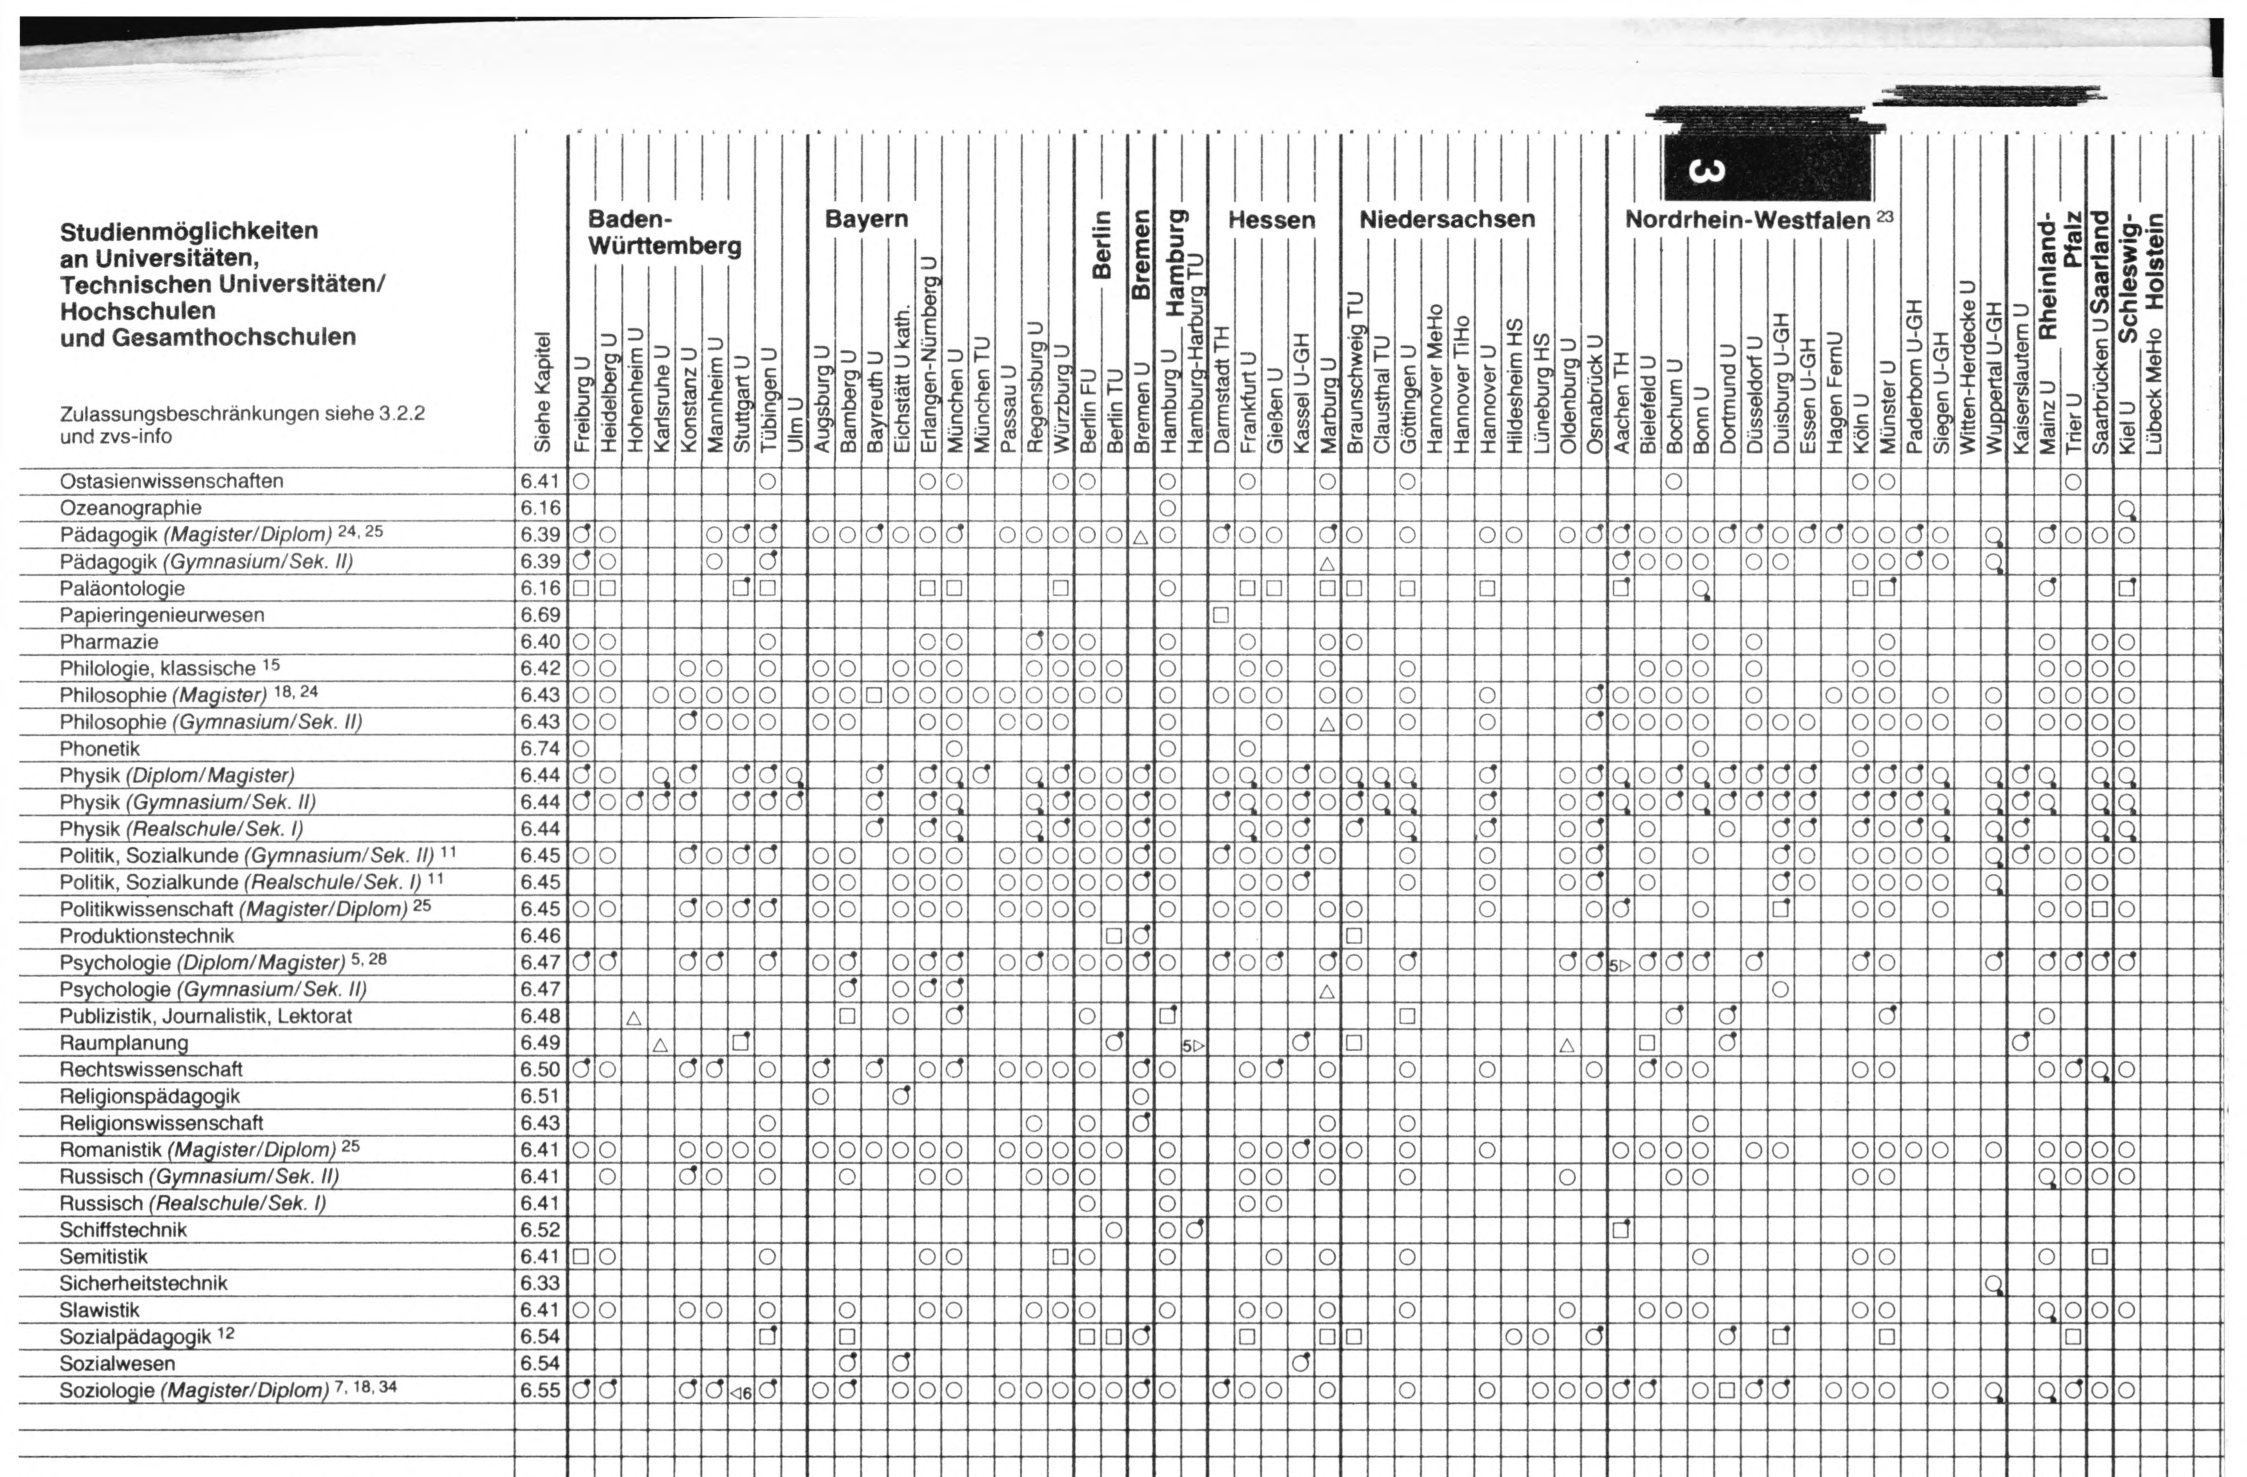 3
Studienmöglichkeiten
an Universitäten,
Technischen Universitäten/
Hochschulen
und Gesamthochschulen
Zulassungsbeschränkungen siehe 3.2.2
und zvs-info
Siehe Kapitel
Baden-
Württemberg
Freiburg U
Heidelberg U
Hohenheim U
Karlsruhe U
Konstanz U
Mannheim U
Stuttgart U
Tübingen U
Ulm U
Bayern
Augsburg U
Bamberg U
Bayreuth U
Eichstätt U kath.
Erlangen-Nürnberg U
München U
München TU
Passau U
Regensburg U
Würzburg U
Berlin
Berlin FU
Berlin TU
Bremen
Bremen U
Hamburg
Hamburg U
Hamburg-Harburg TU
Hessen
Darmstadt TH
Frankfurt U
Gießen U
Kassel U-GH
Marburg U
Niedersachsen
Braunschweig TU
Clausthal TU
Göttingen U
Hannover MeHo
Hannover TiHo
Hannover U
Hildesheim HS
Lüneburg HS
Oldenburg U
Osnabrück U
Nordrhein-Westfalen 23
Aachen TH
Bielefeld U
Bochum U
Bonn U
Dortmund U
Düsseldorf U
Duisburg U-GH
Essen U-GH
Hagen FernU
Köln U
Münster U
Paderborn U-GH
Siegen U-GH
Witten-Herdecke U
Wuppertal U-GH
Rheinland-
Pfalz
Kaiserslautern U
Mainz U
Trier U
Saarland
Saarbrücken U
Schleswig-
Holstein
Kiel U
Lübeck MeHo
Ostasienwissenschaften 6.41
Ozeanographie 6.16
Pädagogik (Magister/Diplom) 24, 25 6.39
Pädagogik (Gymnasium/Sek. II) 6.39
Paläontologie 6.16
Papieringenieurwesen 6.69
Pharmazie 6.40
Philologie, klassische 15 6.42
Philosophie (Magister) 18, 24 6.43
Philosophie (Gymnasium/Sek. II) 6.43
Phonetik 6.74
Physik (Diplom/Magister) 6.44
Physik (Gymnasium/Sek. II) 6.44
Physik (Realschule/Sek. I) 6.44
Politik, Sozialkunde (Gymnasium/Sek. II) 11 6.45
Politik, Sozialkunde (Realschule/Sek. I) 11 6.45
Politikwissenschaft (Magister/Diplom) 25 6.45
Produktionstechnik 6.46
Psychologie (Diplom/Magister) 5, 28 6.47 5▷
Psychologie (Gymnasium/Sek. II) 6.47
Publizistik, Journalistik, Lektorat 6.48
Raumplanung 6.49 5▷
Rechtswissenschaft 6.50
Religionspädagogik 6.51
Religionswissenschaft 6.43
Romanistik (Magister/Diplom) 25 6.41
Russisch (Gymnasium/Sek. II) 6.41
Russisch (Realschule/Sek. I) 6.41
Schiffstechnik 6.52
Semitistik 6.41
Sicherheitstechnik 6.33
Slawistik 6.41
Sozialpädagogik 12 6.54
Sozialwesen 6.54
Soziologie (Magister/Diplom) 7, 18, 34 6.55 ◁6